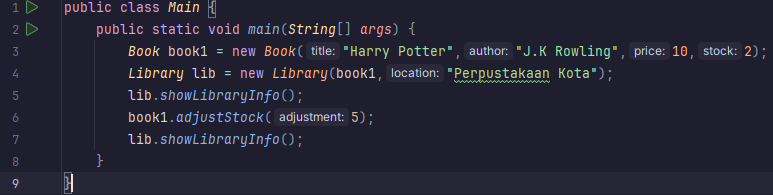 1 public class Main {
2 public static void main(String[] args) {
3 Book book1 = new Book( title: "Harry Potter", author: "J.K Rowling", price: 10, stock: 2);
4 Library lib = new Library(book1, location: "Perpustakaan Kota");
5 lib.showLibraryInfo();
6 book1.adjustStock( adjustment: 5);
7 lib.showLibraryInfo();
8 }
9 }